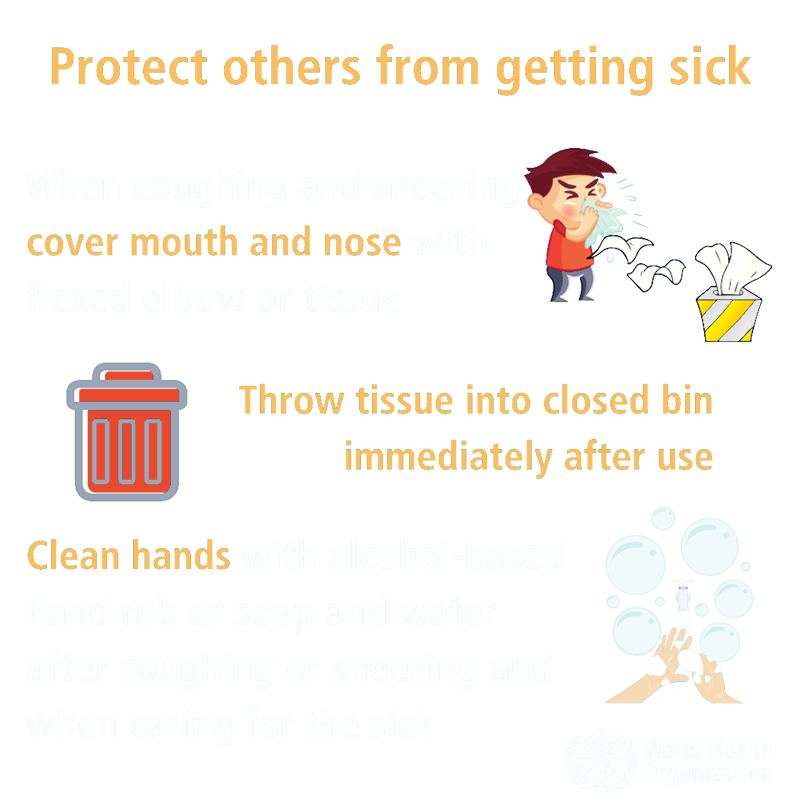 Protect others from getting sick
When coughing and sneezing
cover mouth and nose with
flexed elbow or tissue
Throw tissue into closed bin
immediately after use
Clean hands with alcohol-based
hand rub or soap and water
after coughing or sneezing and
when caring for the sick
World Health
Organization